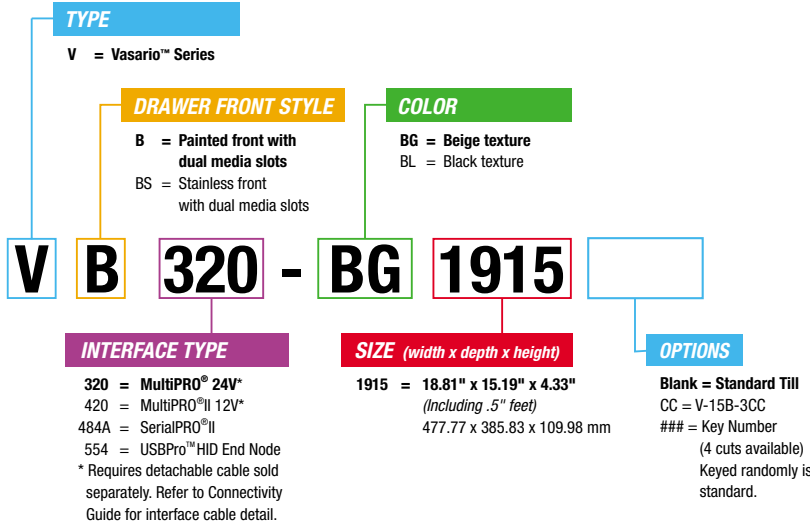 TYPE
V = Vasario™ Series
DRAWER FRONT STYLE
B = Painted front with
dual media slots
BS = Stainless front
with dual media slots
COLOR
BG = Beige texture
BL = Black texture
V B 320 - BG 1915
INTERFACE TYPE
320 = MultiPRO® 24V*
420 = MultiPRO®II 12V*
484A = SerialPRO®II
554 = USBPro™HID End Node
* Requires detachable cable sold
separately. Refer to Connectivity
Guide for interface cable detail.
SIZE (width x depth x height)
1915 = 18.81" x 15.19" x 4.33"
(Including .5" feet)
477.77 x 385.83 x 109.98 mm
OPTIONS
Blank = Standard Till
CC = V-15B-3CC
### = Key Number
(4 cuts available)
Keyed randomly is
standard.